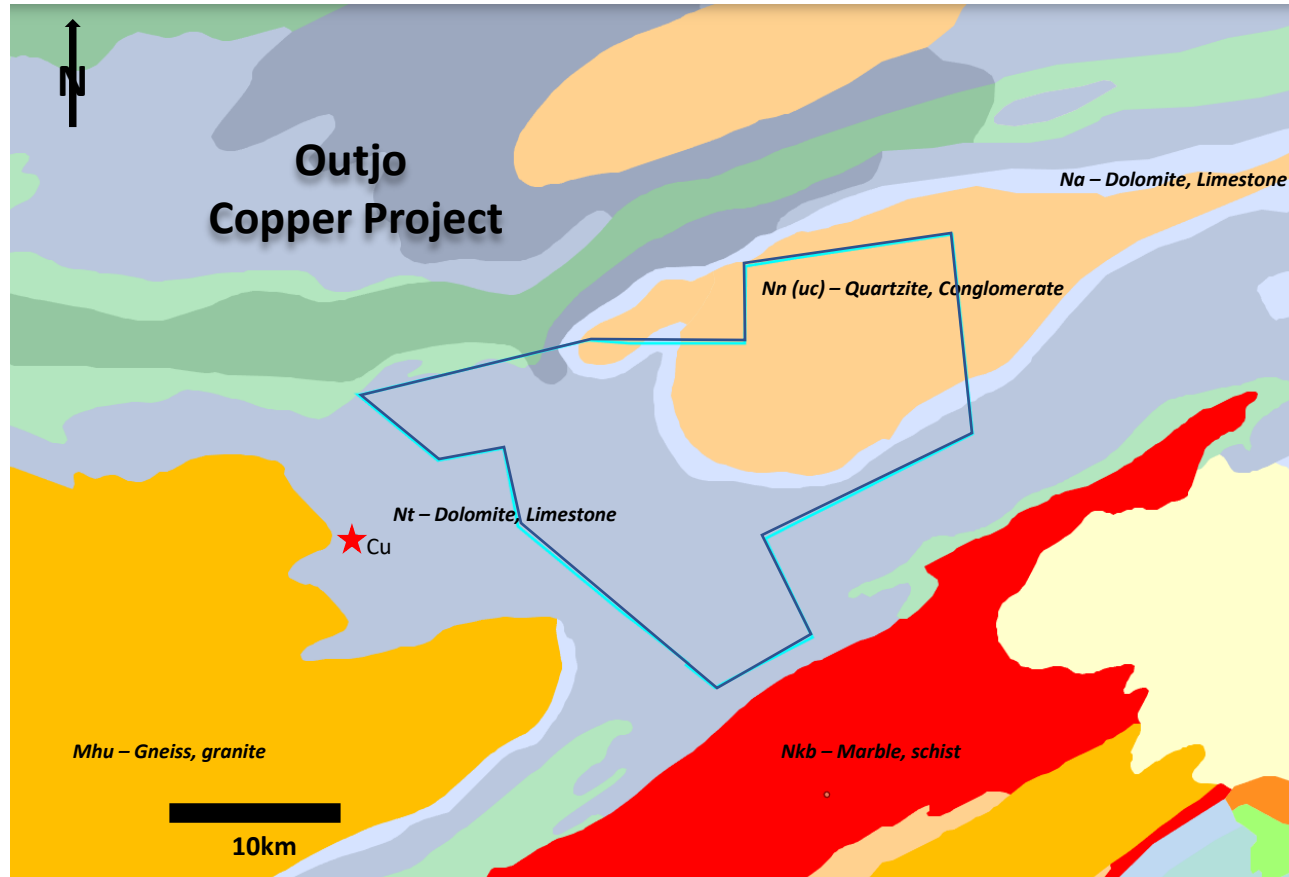 N
Outjo
Copper Project
Na – Dolomite, Limestone
Nn (uc) – Quartzite, Conglomerate
Nt – Dolomite, Limestone
Cu
Mhu – Gneiss, granite
Nkb – Marble, schist
10km